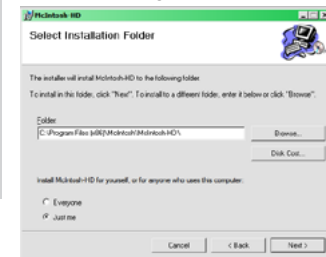 McIntosh-HD
Select Installation Folder
The installer will install McIntosh-HD to the following folder.
To install in this folder, click "Next". To install to a different folder, enter it below or click "Browse".
Folder:
C:\Program Files (x86)\McIntosh\McIntosh-HD\
Browse...
Disk Cost...
Install McIntosh-HD for yourself, or for anyone who uses this computer:
Everyone
Just me
Cancel
< Back
Next >